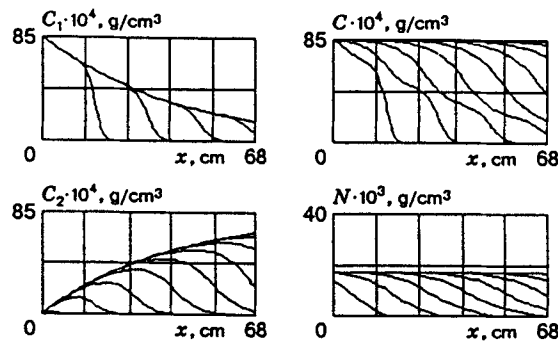 C₁·10⁴, g/cm³
85
0
x, cm
68
C·10⁴, g/cm³
85
0
x, cm
68
C₂·10⁴, g/cm³
85
0
x, cm
68
N·10³, g/cm³
40
0
x, cm
68